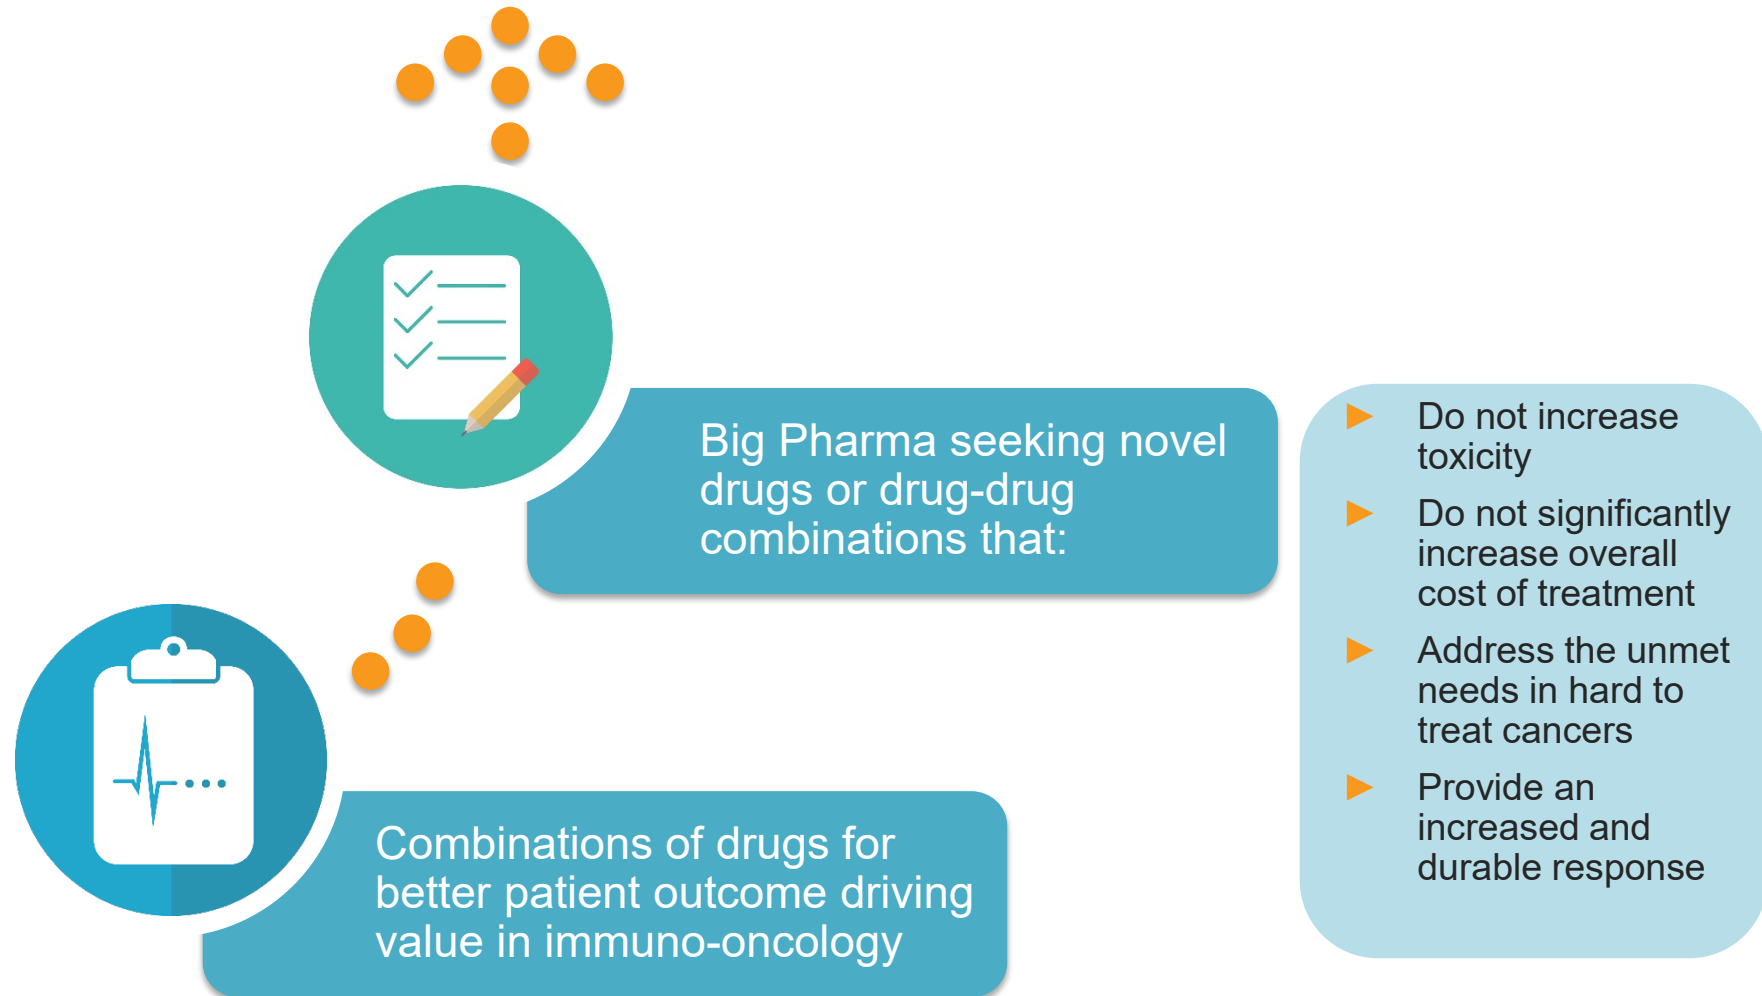 Big Pharma seeking novel
drugs or drug-drug
combinations that:
Do not increase
toxicity
Do not significantly
increase overall
cost of treatment
Address the unmet
needs in hard to
treat cancers
Provide an
increased and
durable response
Combinations of drugs for
better patient outcome driving
value in immuno-oncology